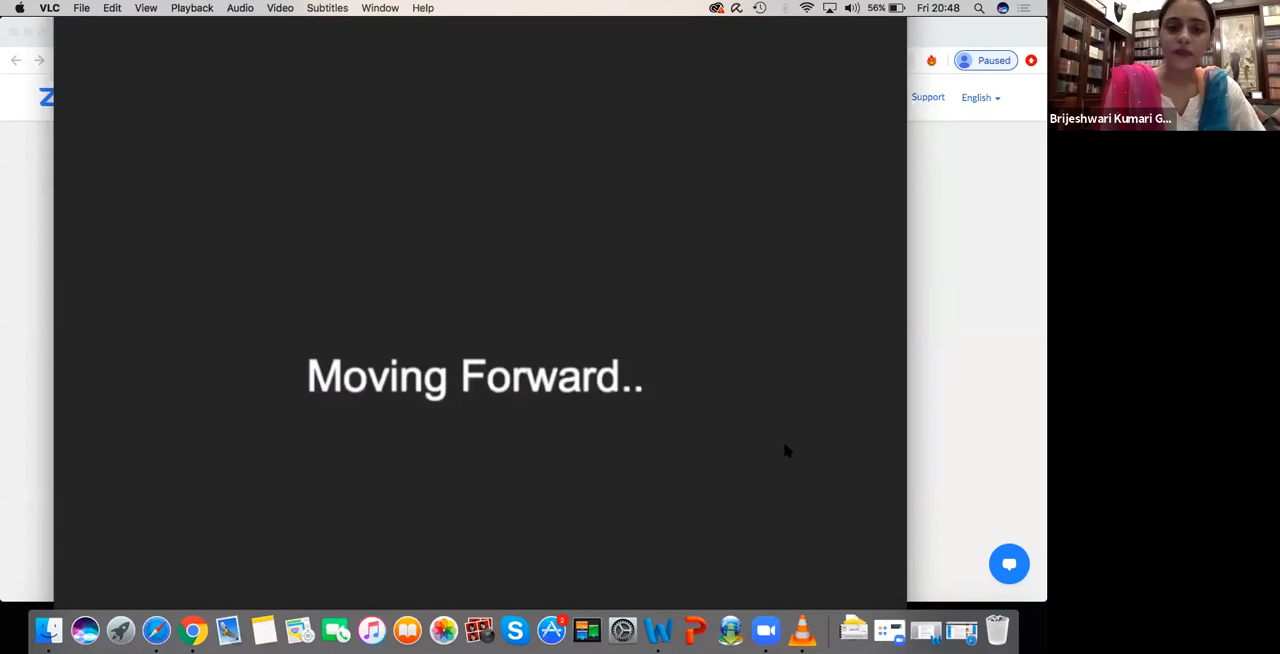 VLC File Edit View Playback Audio Video Subtitles Window Help 56% Fri 20:48
Paused
Support English
Brijeshwari Kumari G...
Moving Forward..
2